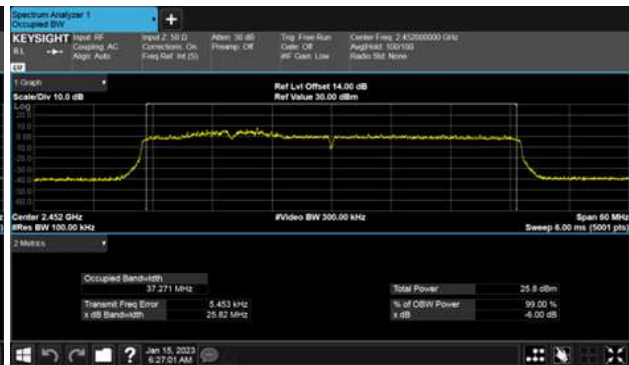 Spectrum Analyzer 1
Occupied BW
+
KEYSIGHT
Input: RF
Coupling: AC
Align: Auto
Input Z: 50 Ω
Corrections: On
Freq Ref: Int (S)
Atten: 30 dB
Preamp: Off
Trig: Free Run
Gate: Off
#IF Gain: Low
Center Freq: 2.452000000 GHz
Avg|Hold: 100/100
Radio Std: None
1 Graph
Scale/Div 10.0 dB
Ref Lvl Offset 14.00 dB
Ref Value 30.00 dBm
Log
20.0
10.0
0.00
-10.0
-20.0
-30.0
-40.0
-50.0
-60.0
Center 2.452 GHz
#Res BW 100.00 kHz
#Video BW 300.00 kHz
Span 60 MHz
Sweep 6.00 ms (5001 pts)
2 Metrics
Occupied Bandwidth
37.271 MHz
Total Power 25.8 dBm
Transmit Freq Error 5.453 kHz
% of OBW Power 99.00 %
x dB Bandwidth 25.82 MHz
x dB -6.00 dB
?
Jan 15, 2023
6:27:01 AM